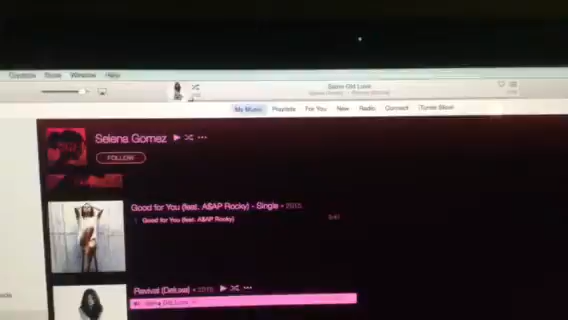 Controls Store Window Help
Same Old Love
My Music Playlists For You New Radio Connect iTunes Store
Selena Gomez
FOLLOW
Good for You (feat. A$AP Rocky) - Single • 2015
1 Good for You (feat. A$AP Rocky)
Revival (Deluxe) • 2015
Same Old Love